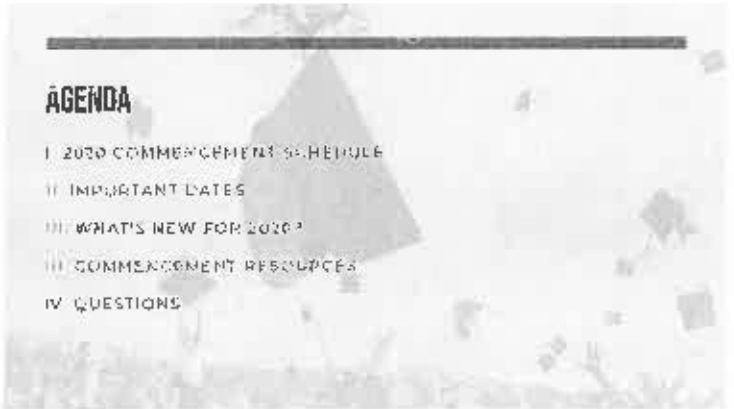 AGENDA
I 2020 COMMENCEMENT SCHEDULE
II IMPORTANT DATES
III WHAT'S NEW FOR 2020?
III COMMENCEMENT RESOURCES
IV QUESTIONS